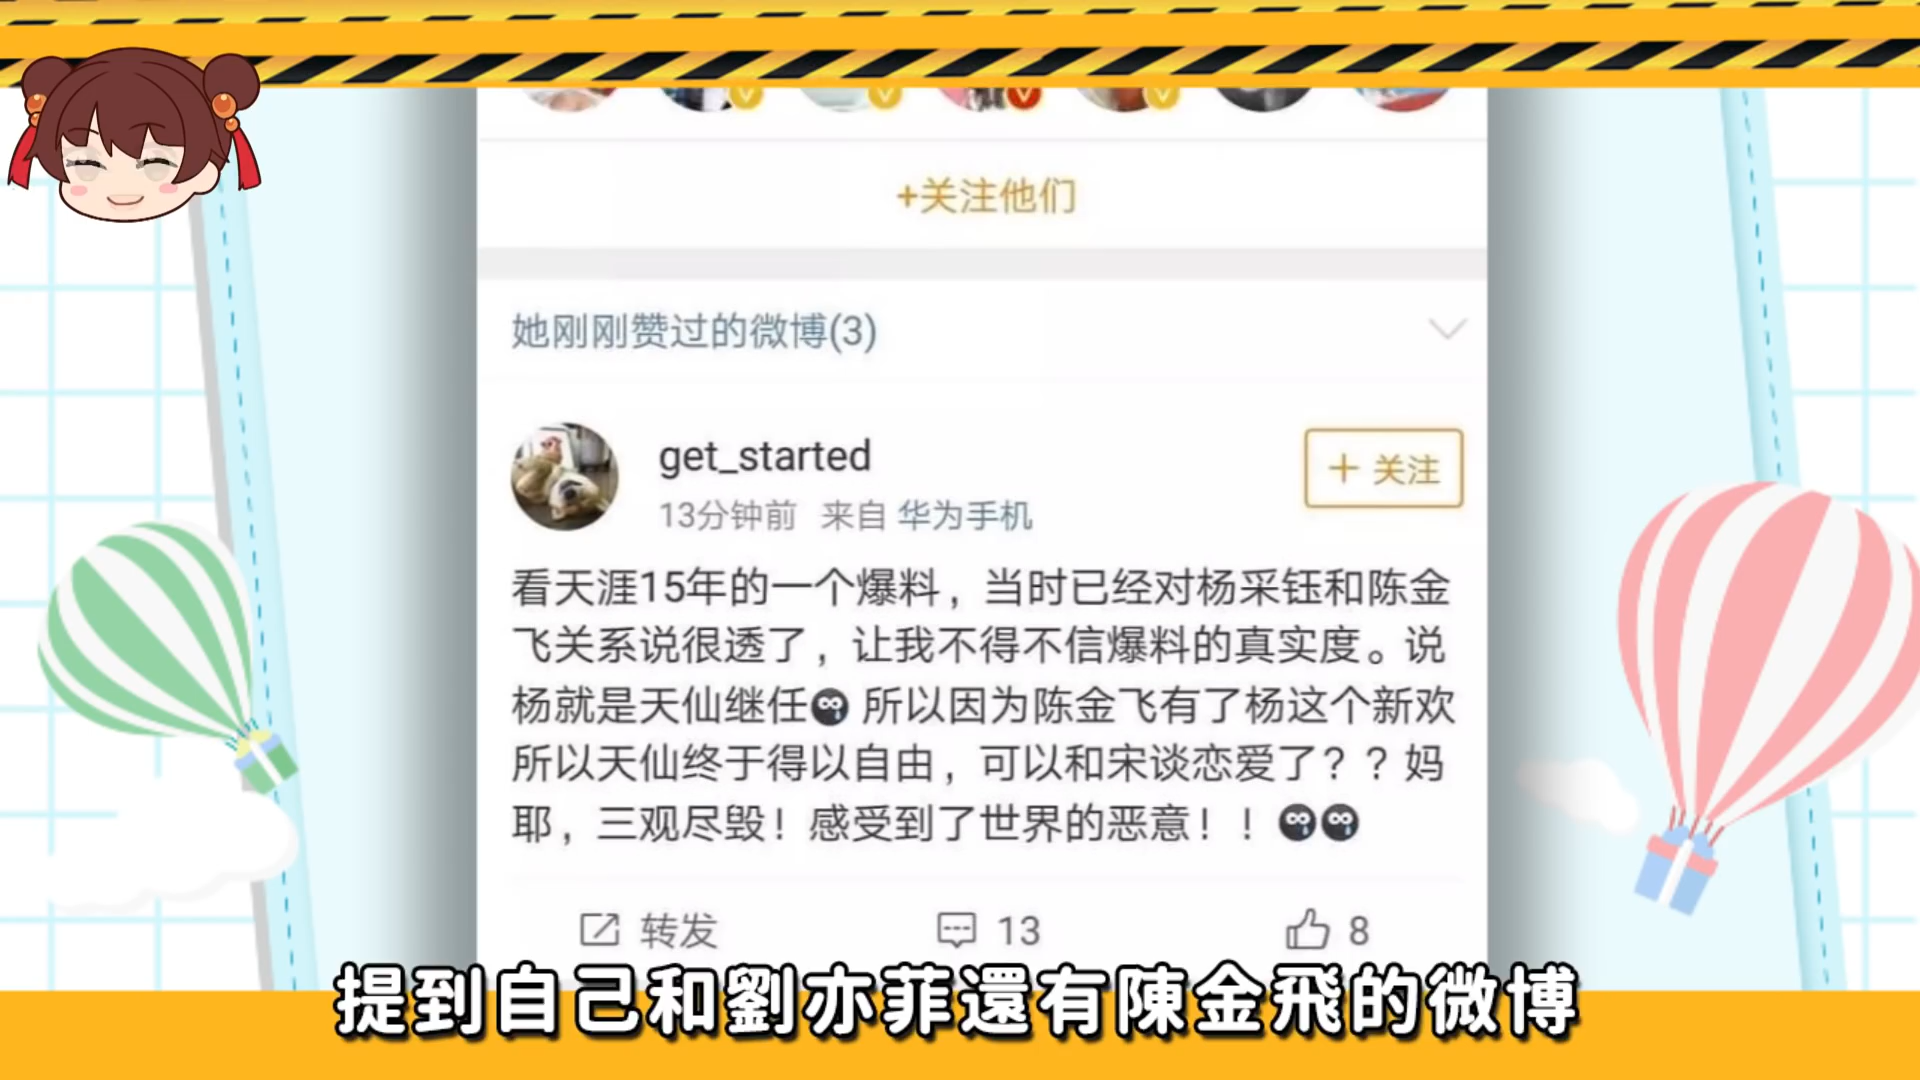 +关注他们
她刚刚赞过的微博(3)
get_started
+ 关注
13分钟前 来自 华为手机
看天涯15年的一个爆料，当时已经对杨采钰和陈金
飞关系说很透了，让我不得不信爆料的真实度。说
杨就是天仙继任 所以因为陈金飞有了杨这个新欢
所以天仙终于得以自由，可以和宋谈恋爱了？？妈
耶，三观尽毁！感受到了世界的恶意！！
转发 13 8
提到自己和劉亦菲還有陳金飛的微博